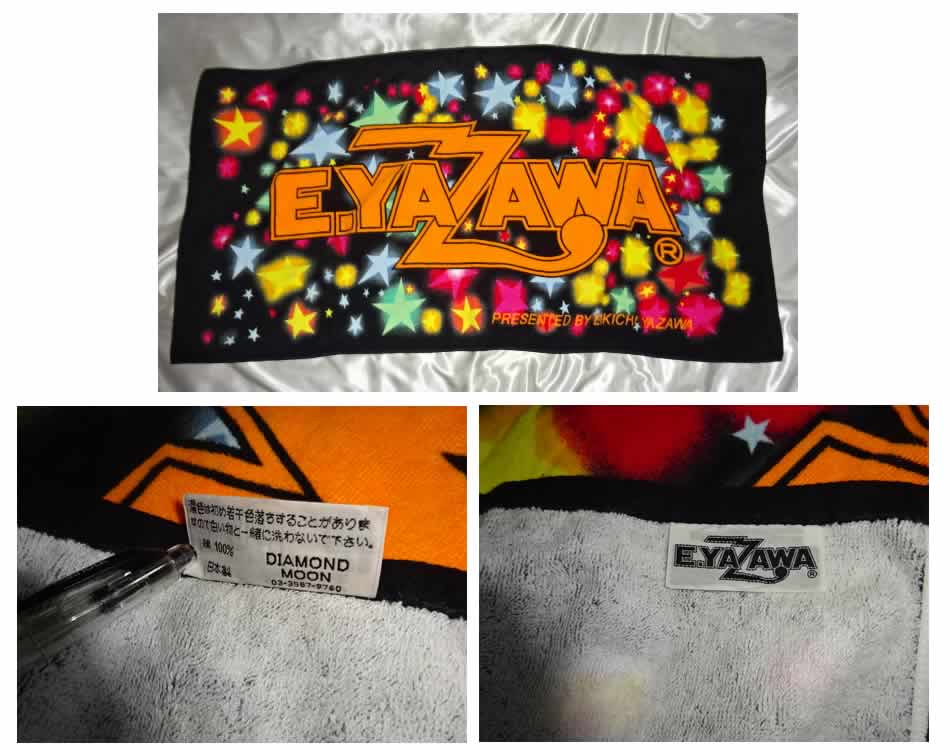 E.YAZAWA
®
PRESENTED BY EIKICHI YAZAWA
濃色は初め若干色落ちすることがありま
すので白い物と一緒に洗わないで下さい。
綿 100%
日本製
DIAMOND
MOON
03-3587-9760
E.YAZAWA®